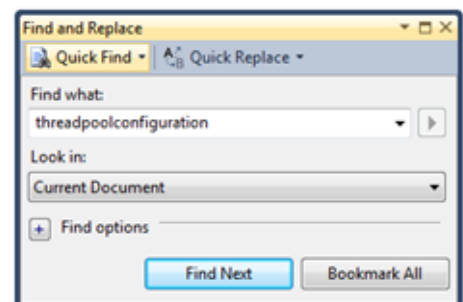 Find and Replace
Quick Find Quick Replace
Find what:
threadpoolconfiguration
Look in:
Current Document
Find options
Find Next Bookmark All